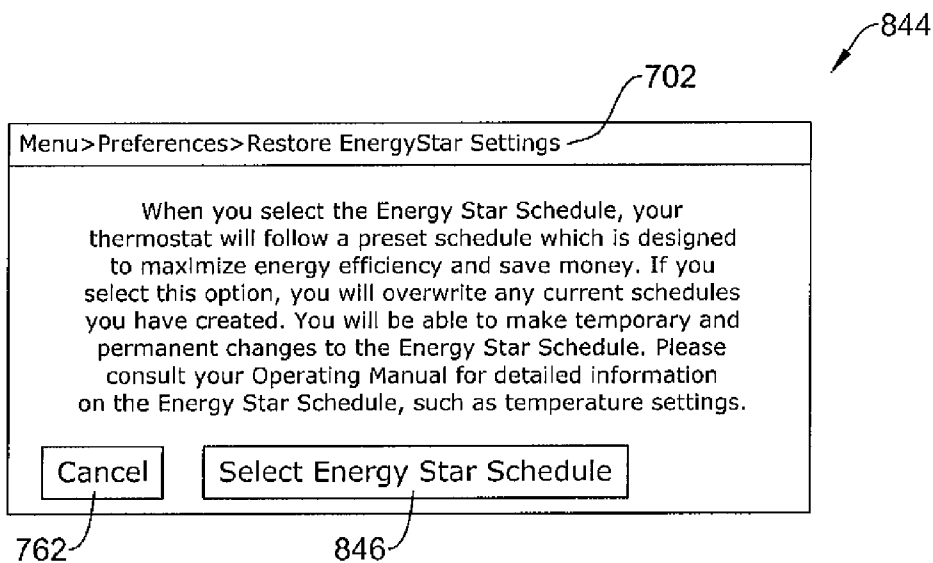 844
702
Menu>Preferences>Restore EnergyStar Settings
When you select the Energy Star Schedule, your
thermostat will follow a preset schedule which is designed
to maximize energy efficiency and save money. If you
select this option, you will overwrite any current schedules
you have created. You will be able to make temporary and
permanent changes to the Energy Star Schedule. Please
consult your Operating Manual for detailed information
on the Energy Star Schedule, such as temperature settings.
Cancel Select Energy Star Schedule
762 846